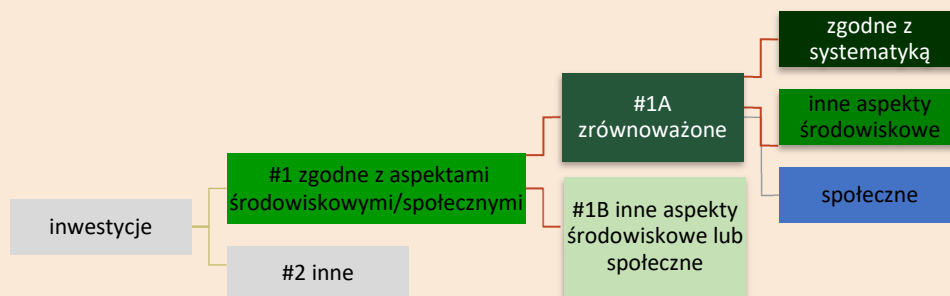 inwestycje
#1 zgodne z aspektami
środowiskowymi/społecznymi
#2 inne
#1A
zrównoważone
#1B inne aspekty
środowiskowe lub
społeczne
zgodne z
systematyką
inne aspekty
środowiskowe
społeczne